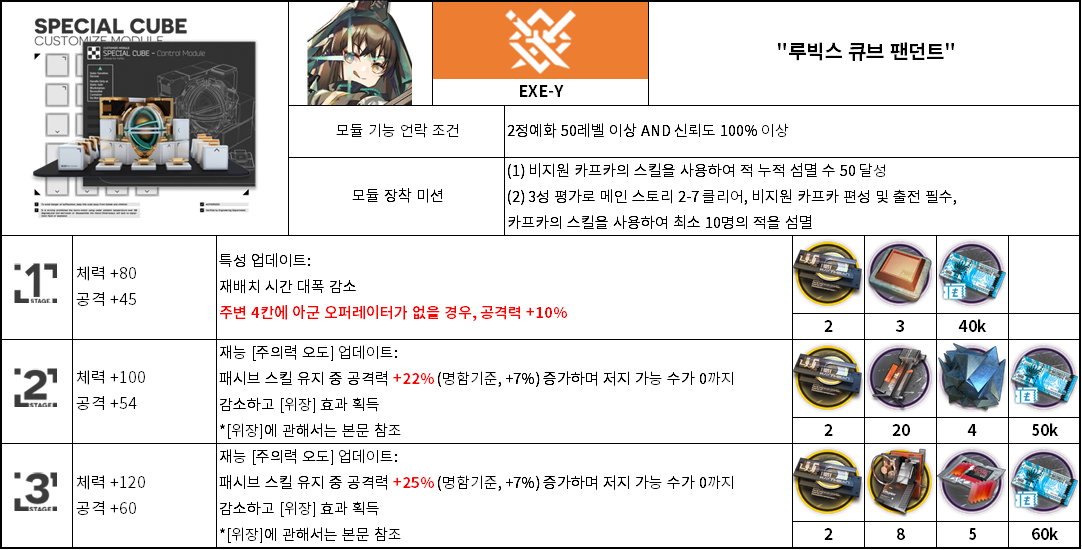 SPECIAL CUBE
CUSTOMIZE MODULE
SPECIAL CUBE - Control Module
EXE-Y
"루빅스 큐브 팬던트"
모듈 기능 언락 조건
2정예화 50레벨 이상 AND 신뢰도 100% 이상
모듈 장착 미션
(1) 비지원 카프카의 스킬을 사용하여 적 누적 섬멸 수 50 달성
(2) 3성 평가로 메인 스토리 2-7 클리어, 비지원 카프카 편성 및 출전 필수,
카프카의 스킬을 사용하여 최소 10명의 적을 섬멸
1
STAGE
체력 +80
공격 +45
특성 업데이트:
재배치 시간 대폭 감소
주변 4칸에 아군 오퍼레이터가 없을 경우, 공격력 +10%
2
3
40k
2
STAGE
체력 +100
공격 +54
재능 [주의력 오도] 업데이트:
패시브 스킬 유지 중 공격력 +22% (명함기준, +7%) 증가하며 저지 가능 수가 0까지
감소하고 [위장] 효과 획득
*[위장]에 관해서는 본문 참조
2
20
4
50k
3
STAGE
체력 +120
공격 +60
재능 [주의력 오도] 업데이트:
패시브 스킬 유지 중 공격력 +25% (명함기준, +7%) 증가하며 저지 가능 수가 0까지
감소하고 [위장] 효과 획득
*[위장]에 관해서는 본문 참조
2
8
5
60k